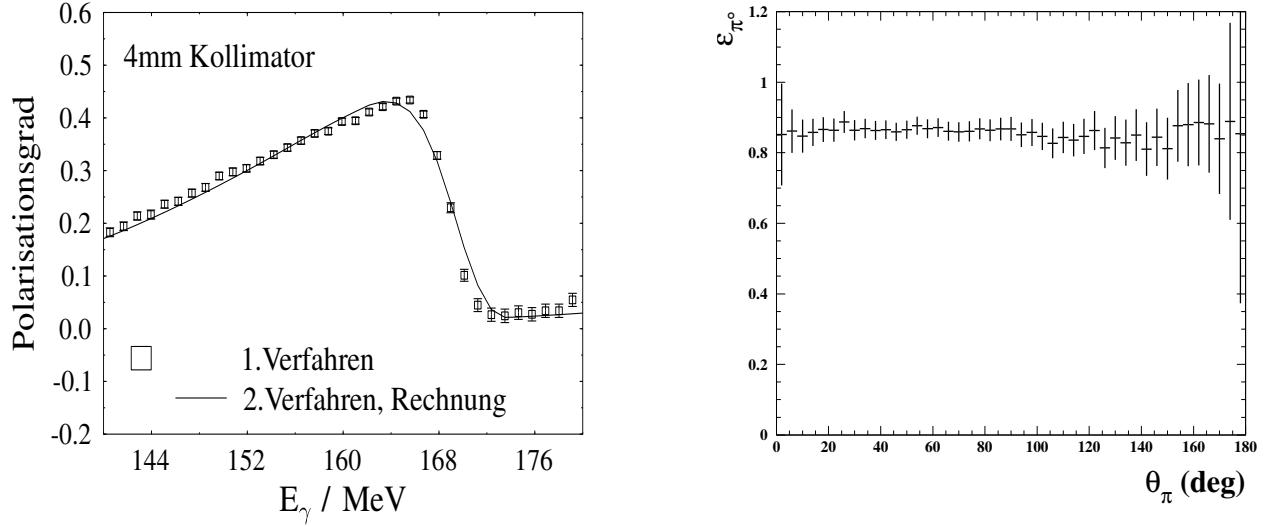 0.6
0.5
0.4
0.3
0.2
0.1
0.0
-0.1
-0.2
Polarisationsgrad
4mm Kollimator
1.Verfahren
2.Verfahren, Rechnung
144 152 160 168 176
E_γ / MeV
ε_π°
1.2
1
0.8
0.6
0.4
0.2
0
0 20 40 60 80 100 120 140 160 180
θ_π (deg)